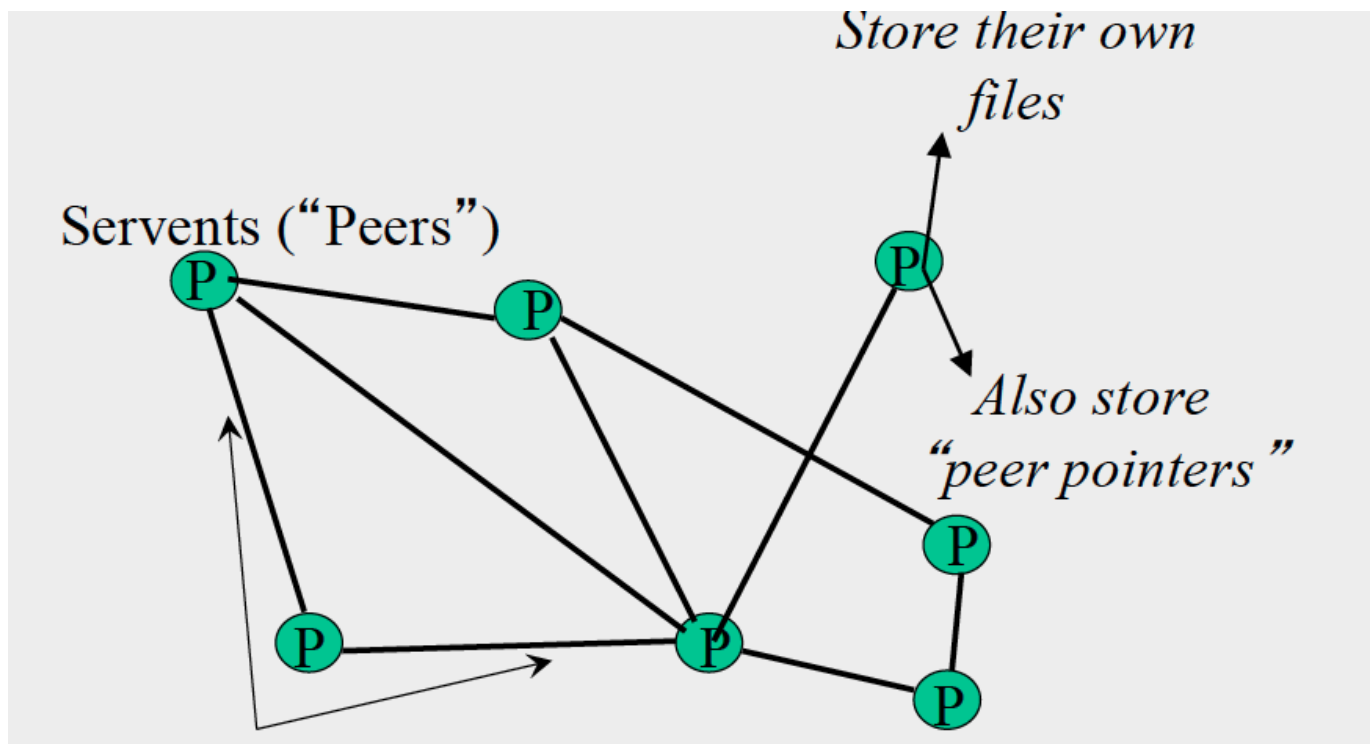 Store their own
files
Servents (“Peers”)
P
P
P
Also store
“peer pointers”
P
P
P
P